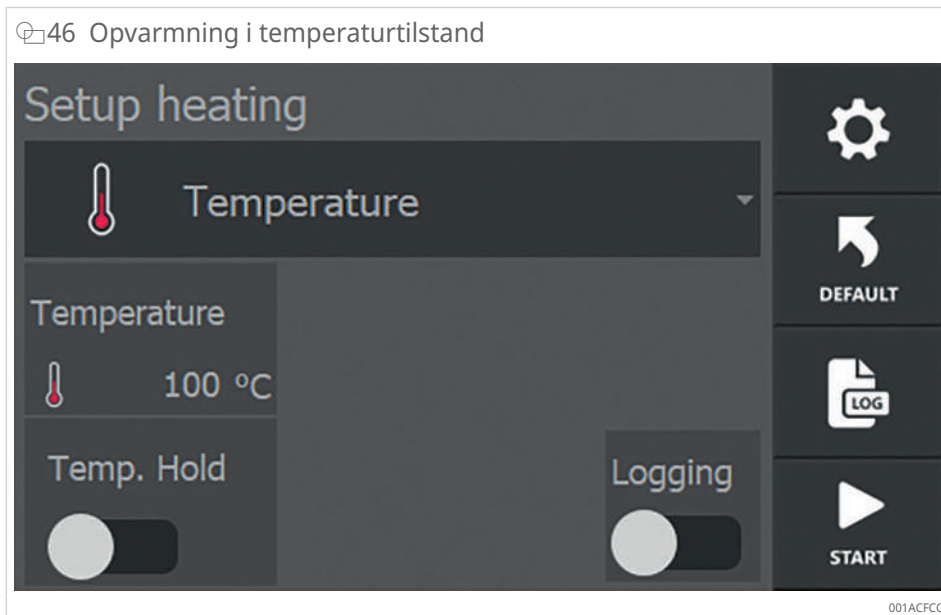 46 Opvarmning i temperaturtilstand
Setup heating
Temperature
DEFAULT
Temperature
100 °C
LOG
Temp. Hold
Logging
START
001ACFCC